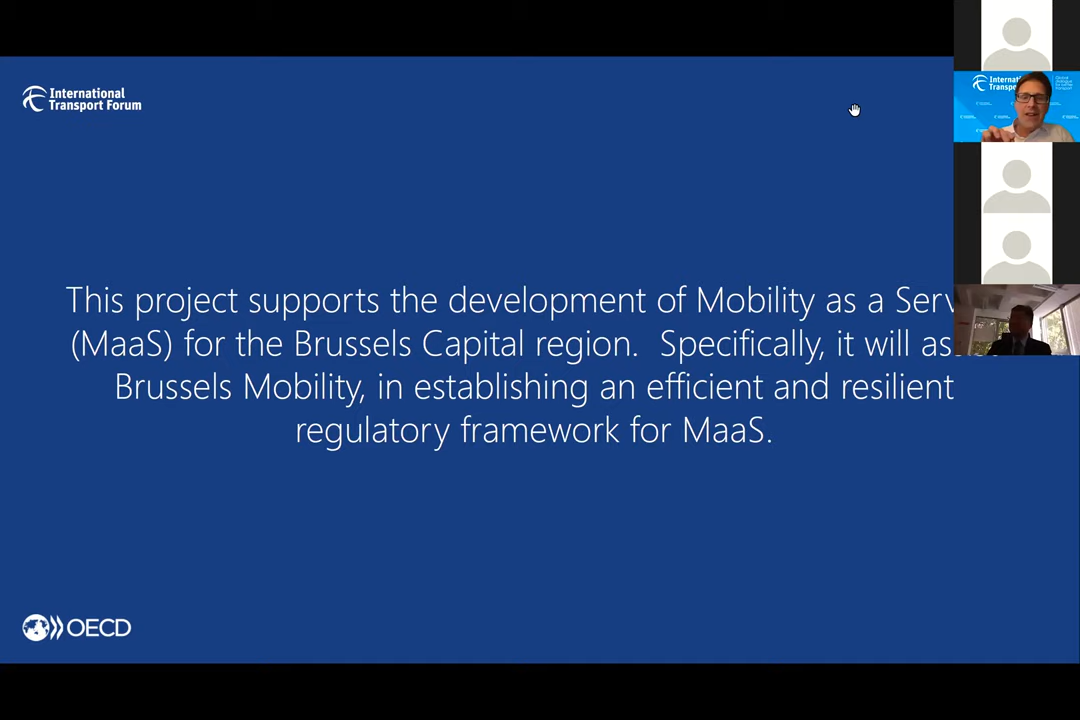 International
Transport Forum
This project supports the development of Mobility as a
(MaaS) for the Brussels Capital region. Specifically, it will
Brussels Mobility, in establishing an efficient and resilient
regulatory framework for MaaS.
OECD
International